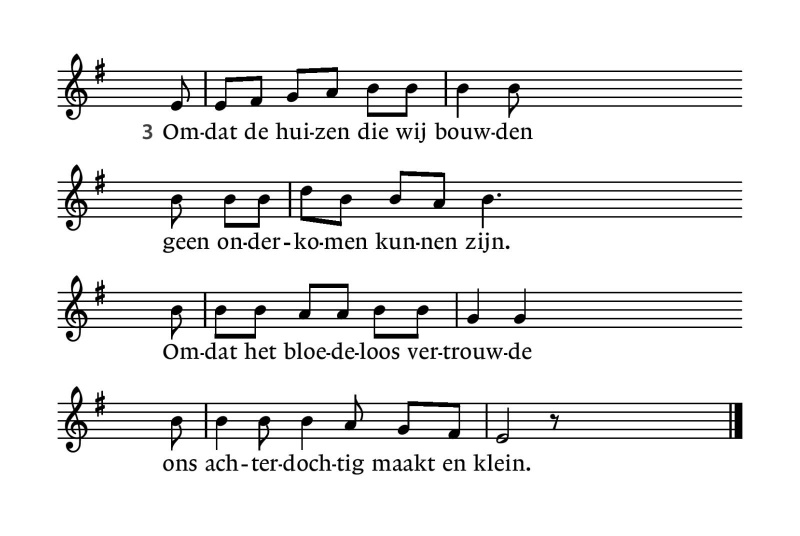 3 Om-dat de hui-zen die wij bouw-den
geen on-der-ko-men kun-nen zijn.
Om-dat het bloe-de-loos ver-trouw-de
ons ach-ter-doch-tig maakt en klein.